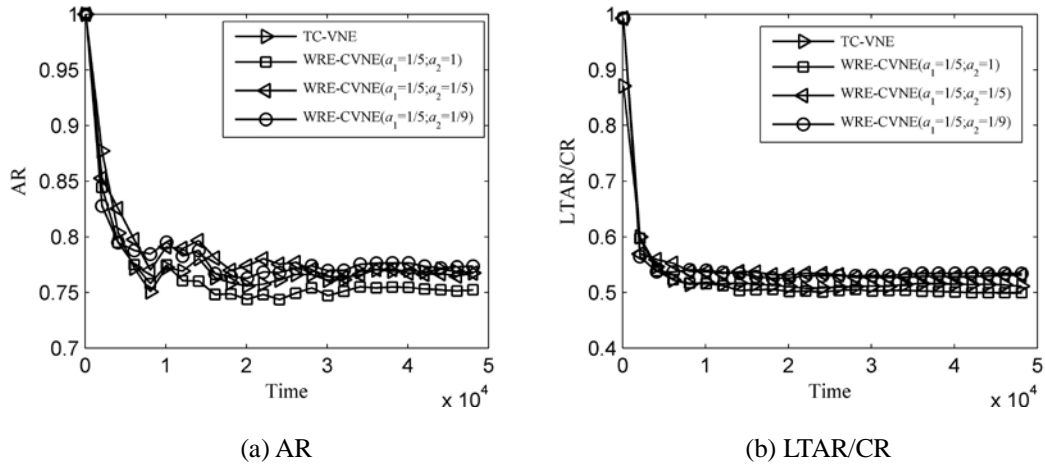 1
0.95
0.9
0.85
0.8
0.75
0.7
AR
0 1 2 3 4 5
Time
x 10⁴
TC-VNE
WRE-CVNE(a₁=1/5;a₂=1)
WRE-CVNE(a₁=1/5;a₂=1/5)
WRE-CVNE(a₁=1/5;a₂=1/9)
(a) AR
1
0.9
0.8
0.7
0.6
0.5
0.4
LTAR/CR
0 1 2 3 4 5
Time
x 10⁴
TC-VNE
WRE-CVNE(a₁=1/5;a₂=1)
WRE-CVNE(a₁=1/5;a₂=1/5)
WRE-CVNE(a₁=1/5;a₂=1/9)
(b) LTAR/CR